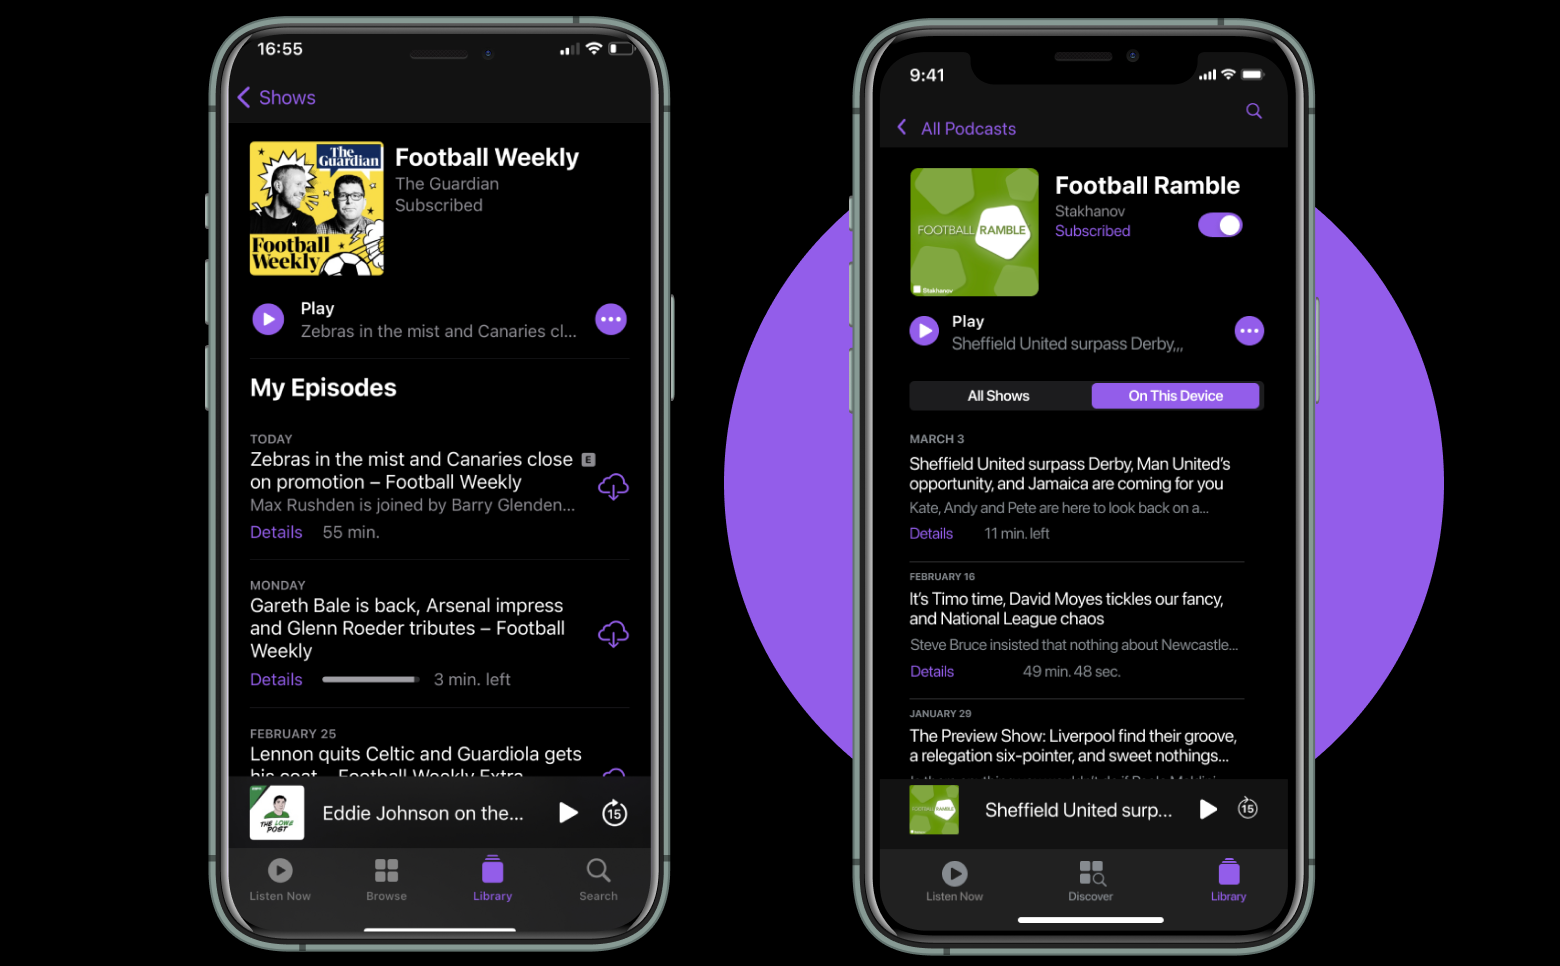 16:55
Shows
The
Guardian
Football
Weekly
Football Weekly
The Guardian
Subscribed
Play
Zebras in the mist and Canaries cl...
My Episodes
TODAY
Zebras in the mist and Canaries close E
on promotion – Football Weekly
Max Rushden is joined by Barry Glenden...
Details 55 min.
MONDAY
Gareth Bale is back, Arsenal impress
and Glenn Roeder tributes – Football
Weekly
Details 3 min. left
FEBRUARY 25
Lennon quits Celtic and Guardiola gets
his coat – Football Weekly Extra
THE LOWE
POST
Eddie Johnson on the...
15
Listen Now Browse Library Search
9:41
All Podcasts
FOOTBALL RAMBLE
Stakhanov
Football Ramble
Stakhanov
Subscribed
Play
Sheffield United surpass Derby,,,
All Shows On This Device
MARCH 3
Sheffield United surpass Derby, Man United's
opportunity, and Jamaica are coming for you
Kate, Andy and Pete are here to look back on a...
Details 11 min. left
FEBRUARY 16
It's Timo time, David Moyes tickles our fancy,
and National League chaos
Steve Bruce insisted that nothing about Newcastle...
Details 49 min. 48 sec.
JANUARY 29
The Preview Show: Liverpool find their groove,
a relegation six-pointer, and sweet nothings...
FOOTBALL RAMBLE
Sheffield United surp...
15
Listen Now Discover Library